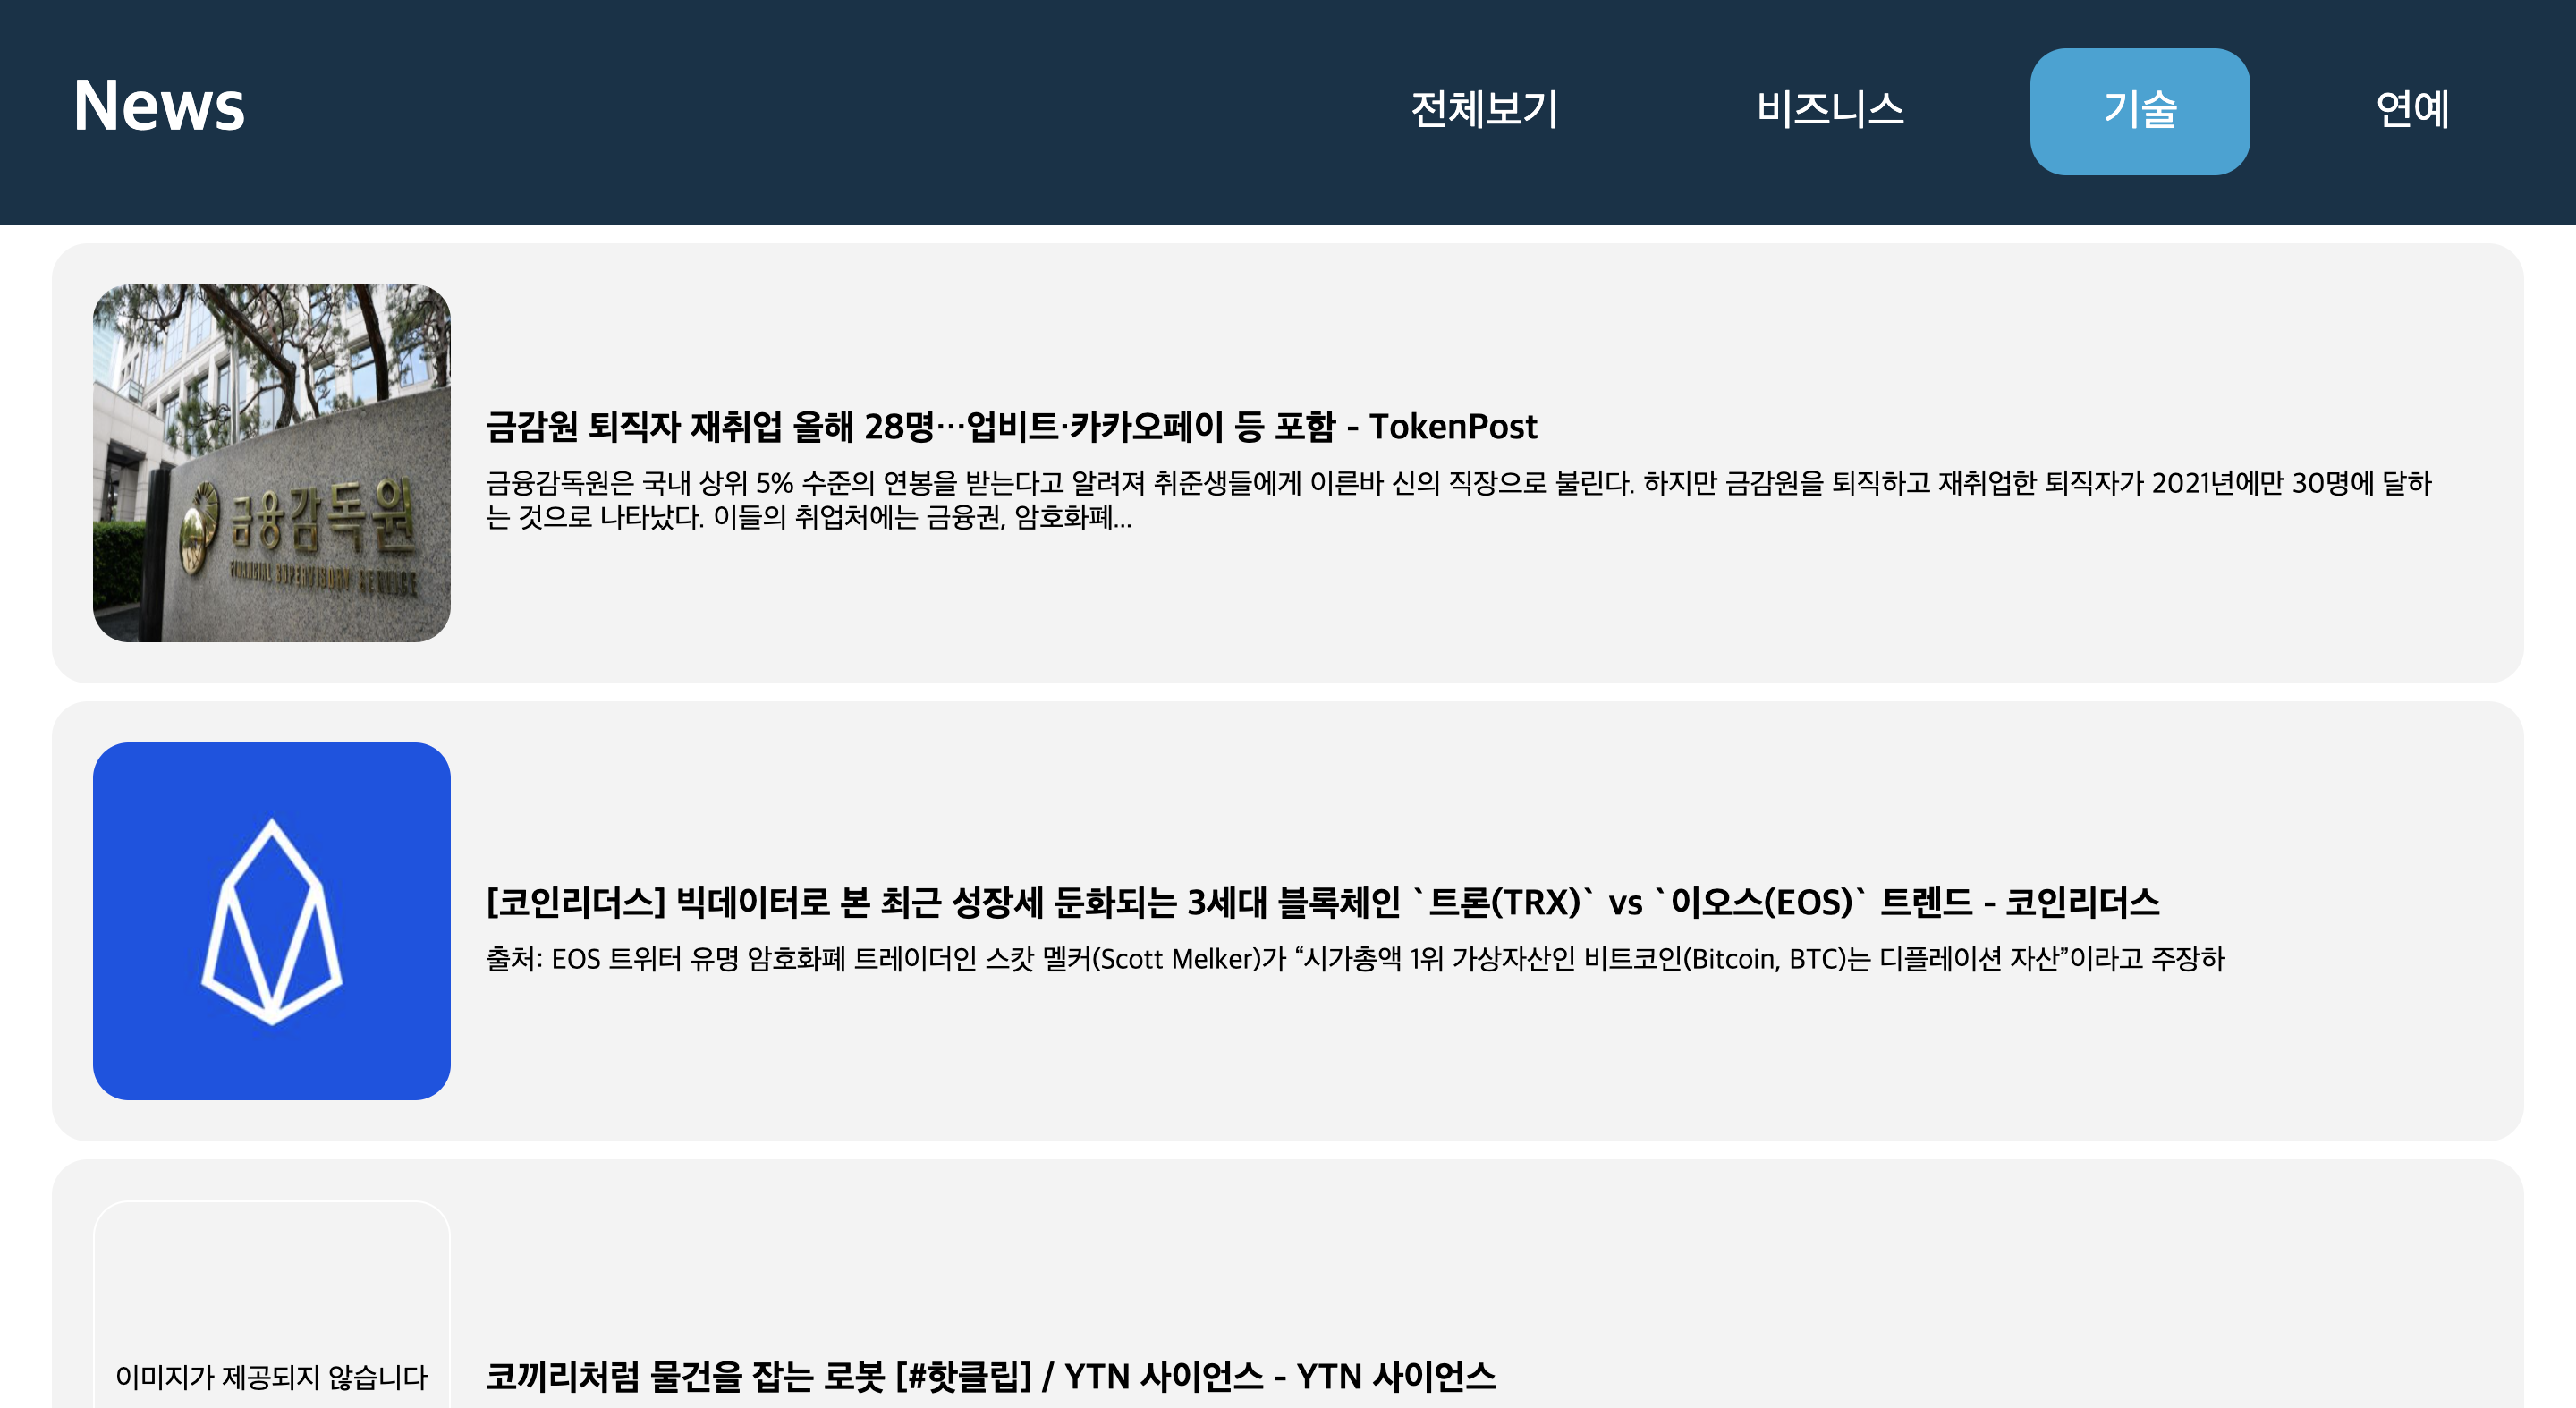 News
전체보기
비즈니스
기술
연예
금융감독원
FINANCIAL SUPERVISORY SERVICE
금감원 퇴직자 재취업 올해 28명…업비트·카카오페이 등 포함 - TokenPost
금융감독원은 국내 상위 5% 수준의 연봉을 받는다고 알려져 취준생들에게 이른바 신의 직장으로 불린다. 하지만 금감원을 퇴직하고 재취업한 퇴직자가 2021년에만 30명에 달하
는 것으로 나타났다. 이들의 취업처에는 금융권, 암호화폐...
[코인리더스] 빅데이터로 본 최근 성장세 둔화되는 3세대 블록체인 `트론(TRX)` vs `이오스(EOS)` 트렌드 - 코인리더스
출처: EOS 트위터 유명 암호화폐 트레이더인 스캇 멜커(Scott Melker)가 “시가총액 1위 가상자산인 비트코인(Bitcoin, BTC)는 디플레이션 자산”이라고 주장하
이미지가 제공되지 않습니다
코끼리처럼 물건을 잡는 로봇 [#핫클립] / YTN 사이언스 - YTN 사이언스